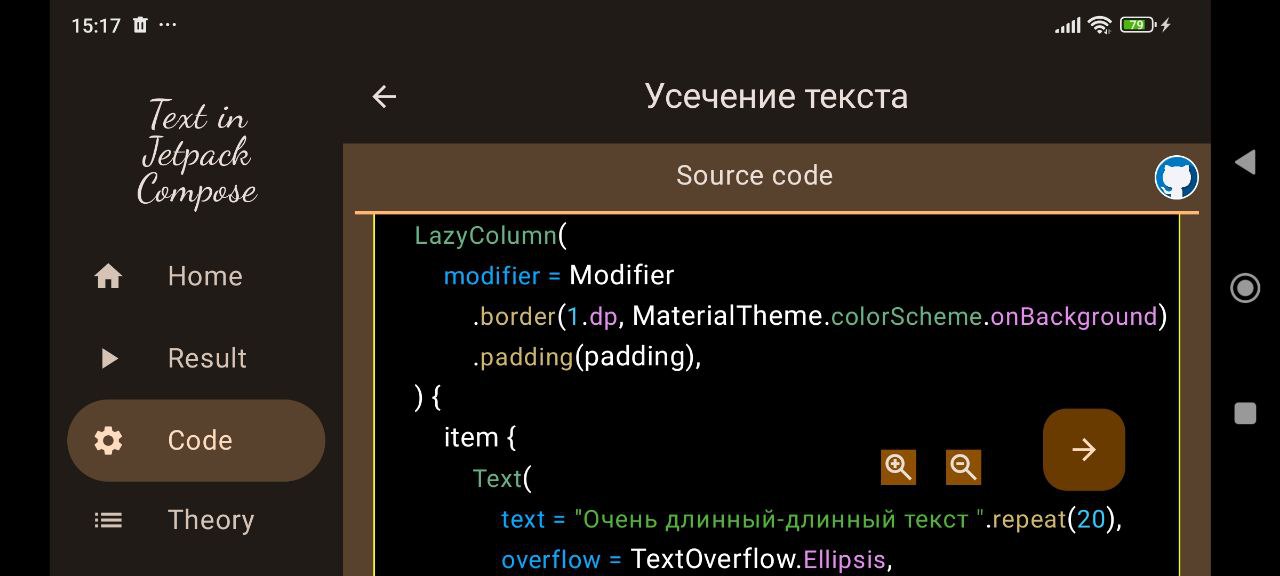 15:17
79
Text in
Jetpack
Compose
Home
Result
Code
Theory
Усечение текста
Source code
LazyColumn(
modifier = Modifier
.border(1.dp, MaterialTheme.colorScheme.onBackground)
.padding(padding),
) {
item {
Text(
text = "Очень длинный-длинный текст ".repeat(20),
overflow = TextOverflow.Ellipsis,